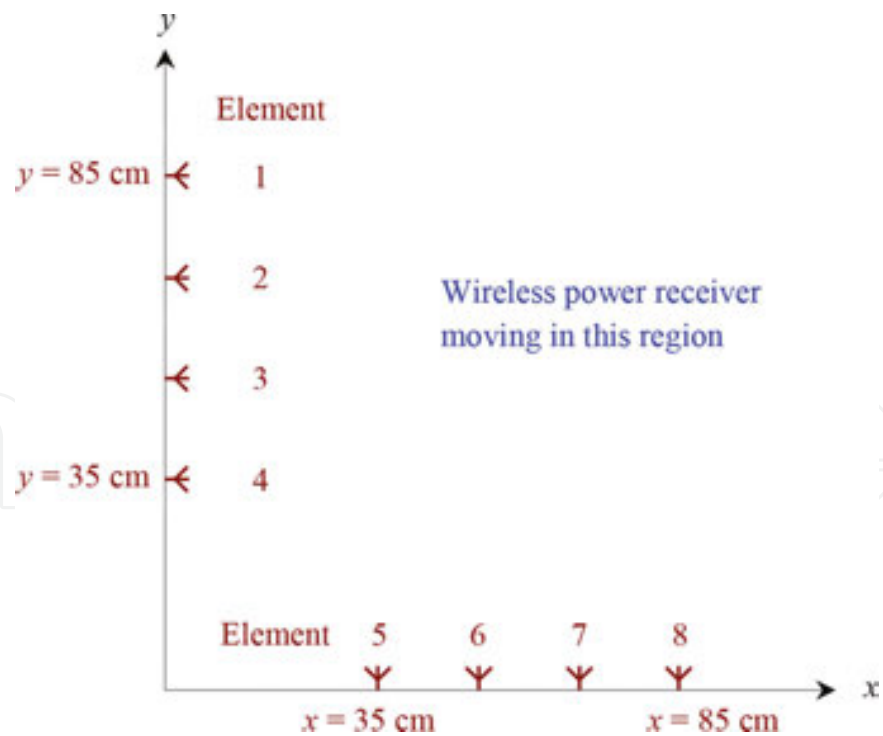 y
Element
y = 85 cm 1
2
Wireless power receiver
moving in this region
3
y = 35 cm 4
Element 5 6 7 8
x
x = 35 cm x = 85 cm